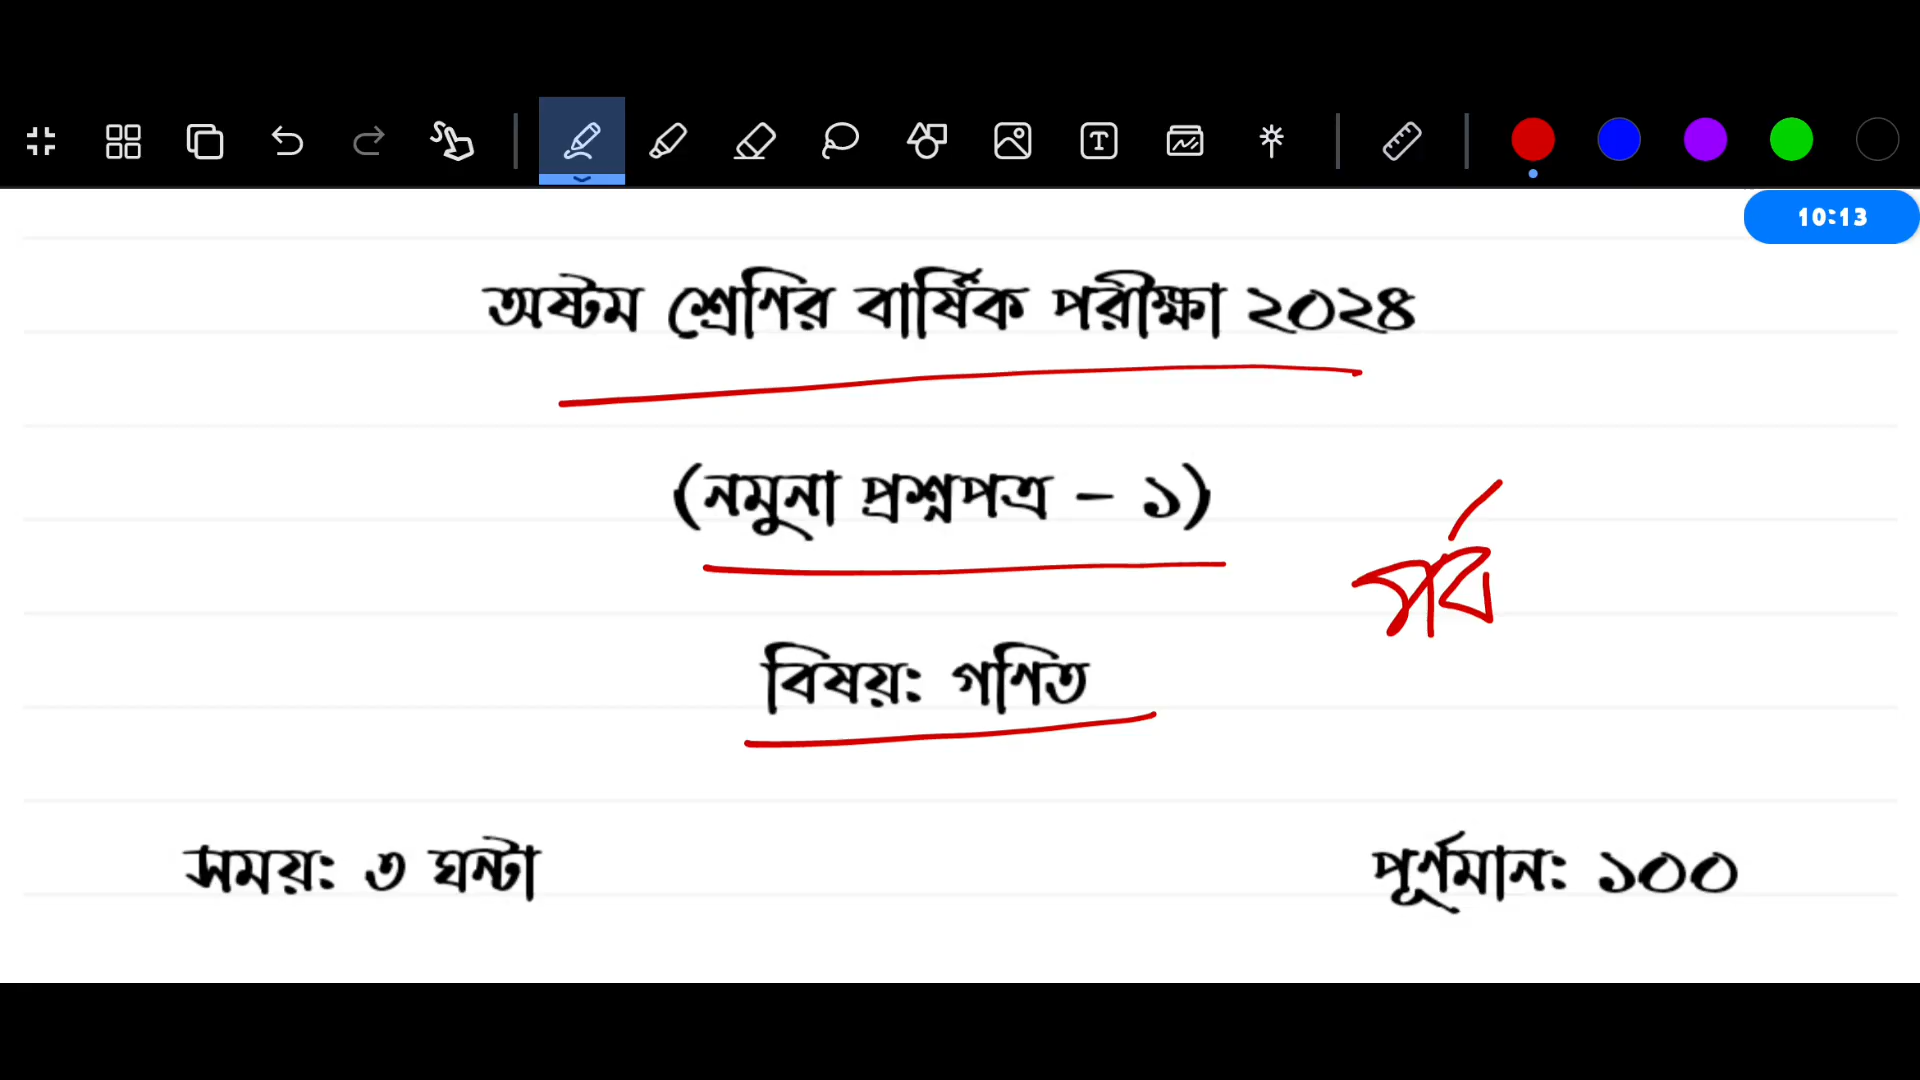 10:13
অষ্টম শ্রেণির বার্ষিক পরীক্ষা ২০২৪
(নমুনা প্রশ্নপত্র – ১)
পর্ব
বিষয়: গণিত
সময়: ৩ ঘন্টা
পূর্ণমান: ১০০